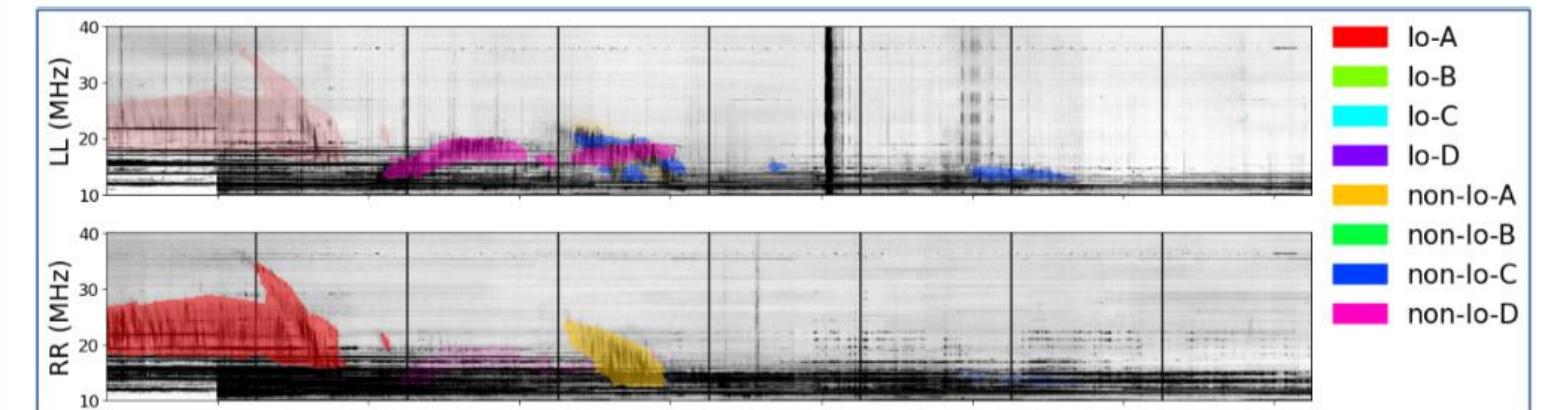 40
30
20
10
LL (MHz)
40
30
20
10
RR (MHz)
Io-A
Io-B
Io-C
Io-D
non-Io-A
non-Io-B
non-Io-C
non-Io-D